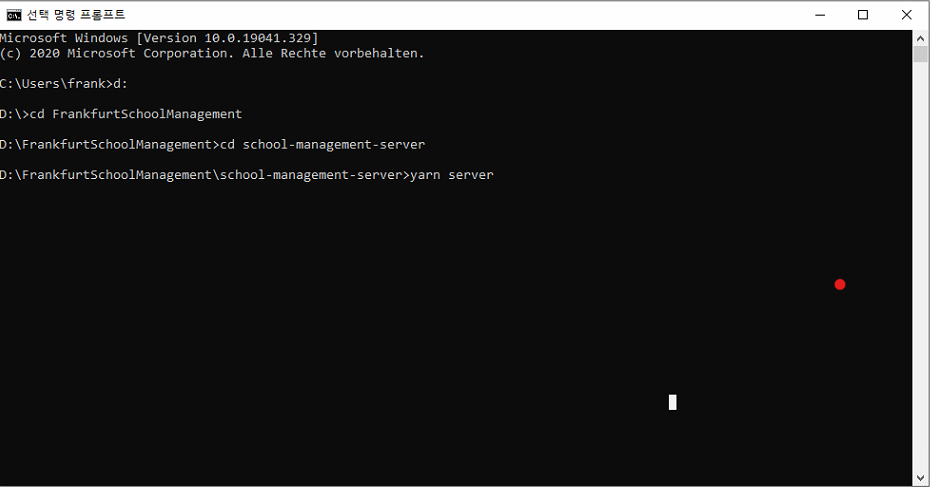 선택 명령 프롬프트
Microsoft Windows [Version 10.0.19041.329]
(c) 2020 Microsoft Corporation. Alle Rechte vorbehalten.
C:\Users\frank>d:
D:\>cd FrankfurtSchoolManagement
D:\FrankfurtSchoolManagement>cd school-management-server
D:\FrankfurtSchoolManagement\school-management-server>yarn server